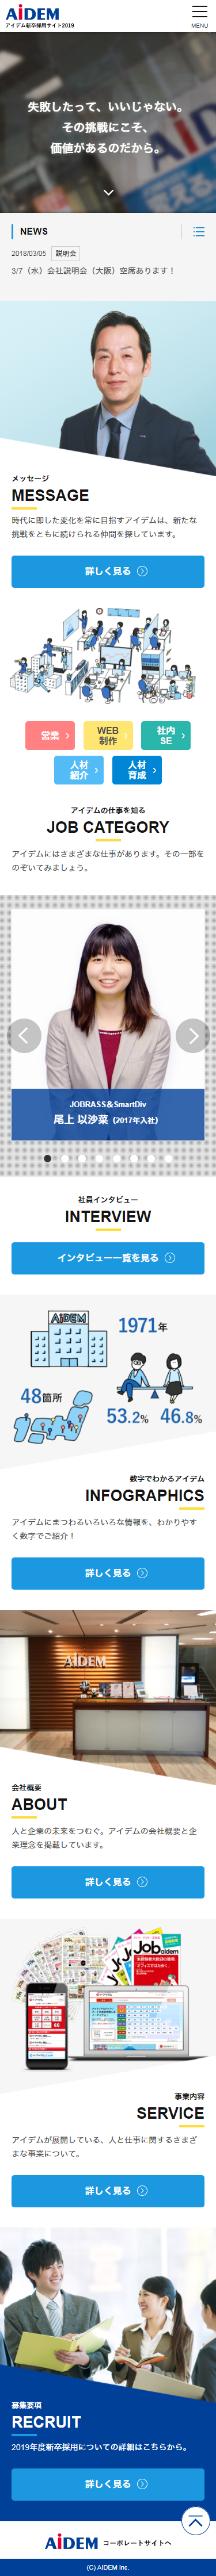 AiDEM
アイデム新卒採用サイト2019
MENU
失敗したって、いいじゃない。
その挑戦にこそ、
価値があるのだから。
NEWS
2018/03/05 説明会
3/7（水）会社説明会（大阪）空席あります！
メッセージ
MESSAGE
時代に即した変化を常に目指すアイデムは、新たな
挑戦をともに続けられる仲間を探しています。
詳しく見る
営業
WEB
制作
社内
SE
人材
紹介
人材
育成
アイデムの仕事を知る
JOB CATEGORY
アイデムにはさまざまな仕事があります。その一部を
のぞいてみましょう。
JOBRASS＆SmartDiv
尾上 以沙菜（2017年入社）
社員インタビュー
INTERVIEW
インタビュー一覧を見る
AiDEM
1971年
48箇所
53.2%
46.8%
数字でわかるアイデム
INFOGRAPHICS
アイデムにまつわるいろいろな情報を、わかりやす
く数字でご紹介！
詳しく見る
AiDEM
会社概要
ABOUT
人と企業の未来をつむぐ。アイデムの会社概要と企
業理念を掲載しています。
詳しく見る
Job aidem
事業内容
SERVICE
アイデムが展開している、人と仕事に関するさまざ
まな事業について。
詳しく見る
募集要項
RECRUIT
2019年度新卒採用についての詳細はこちらから。
詳しく見る
AiDEM コーポレートサイトへ
(C) AIDEM Inc.